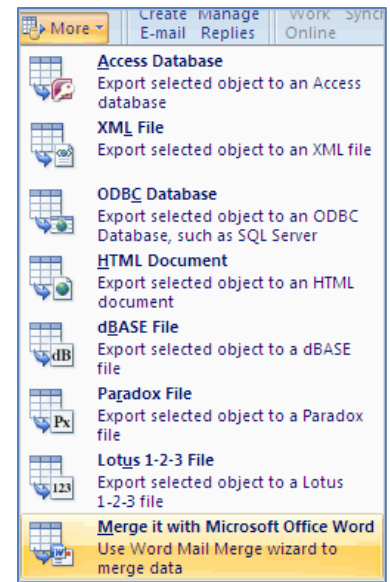 Create Manage Work Sync
More E-mail Replies Online
Access Database
Export selected object to an Access
database
XML File
Export selected object to an XML file
ODBC Database
Export selected object to an ODBC
Database, such as SQL Server
HTML Document
Export selected object to an HTML
document
dBASE File
dB
Export selected object to a dBASE
file
Paradox File
Px
Export selected object to a Paradox
file
Lotus 1-2-3 File
123
Export selected object to a Lotus
1-2-3 file
Merge it with Microsoft Office Word
Use Word Mail Merge wizard to
merge data